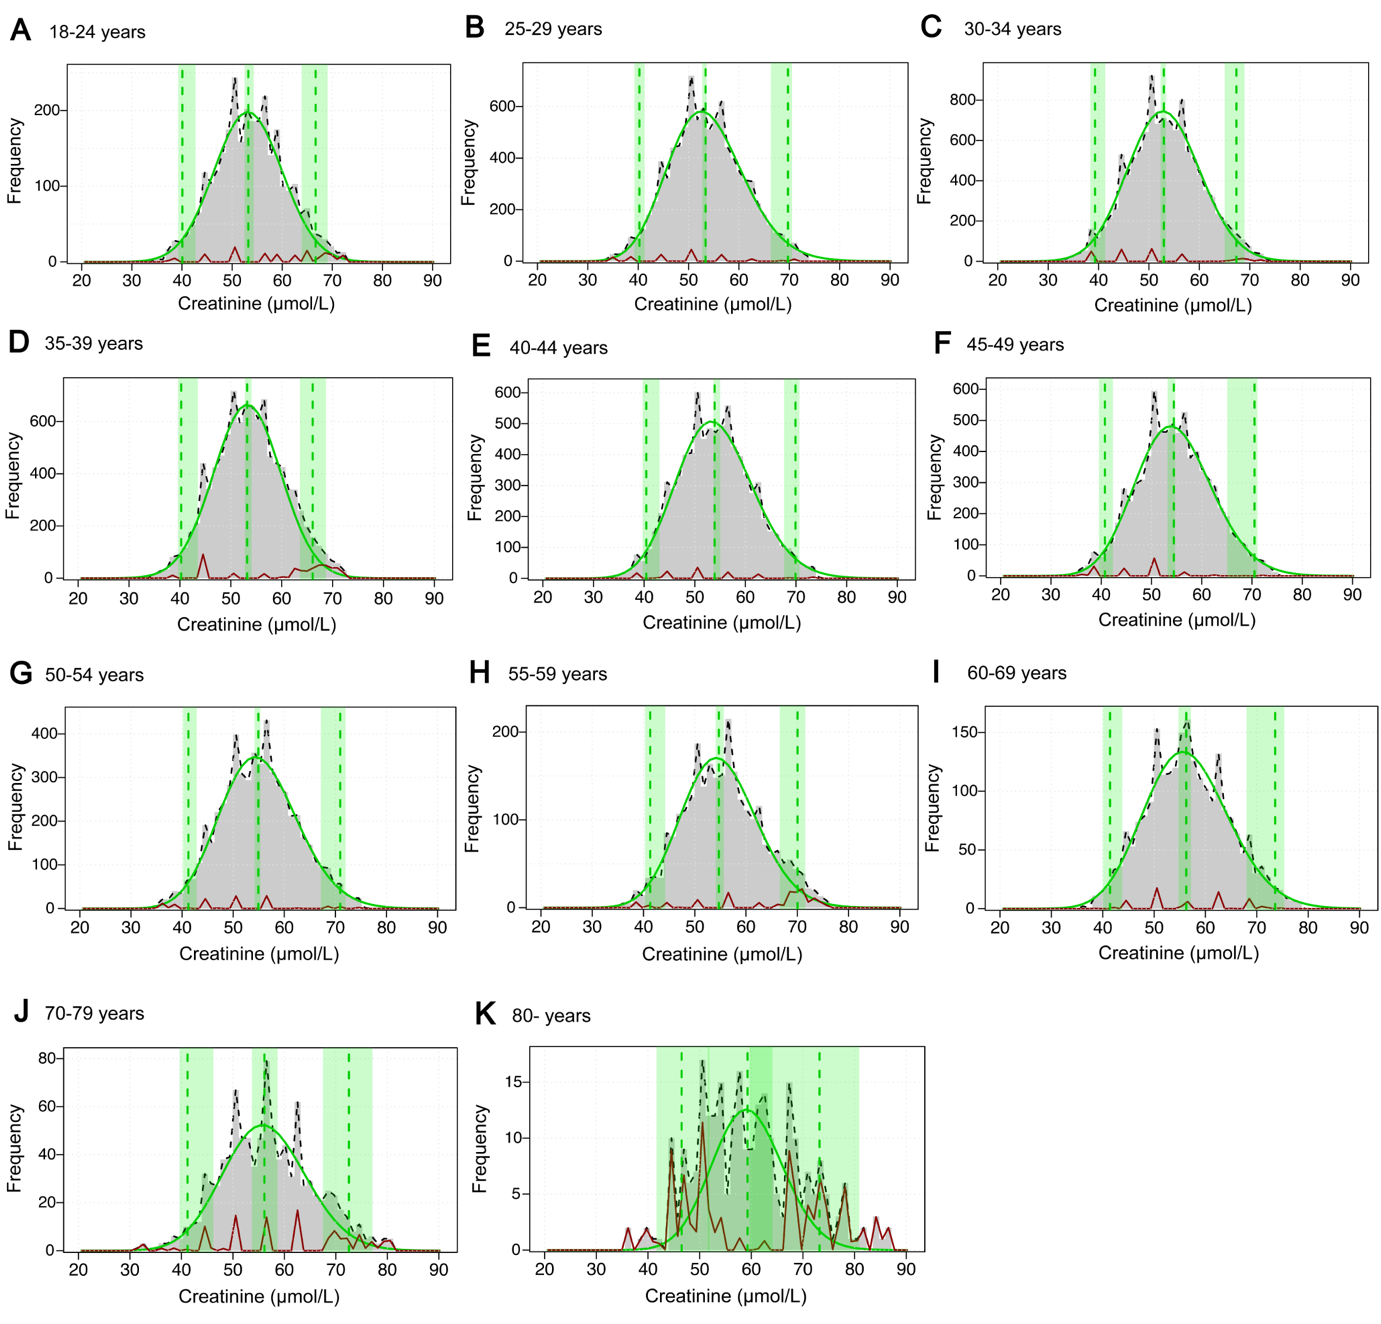 A 18-24 years
Frequency
200
100
0
20 30 40 50 60 70 80 90
Creatinine (µmol/L)
B 25-29 years
Frequency
600
400
200
0
20 30 40 50 60 70 80 90
Creatinine (µmol/L)
C 30-34 years
Frequency
800
600
400
200
0
20 30 40 50 60 70 80 90
Creatinine (µmol/L)
D 35-39 years
Frequency
600
400
200
0
20 30 40 50 60 70 80 90
Creatinine (µmol/L)
E 40-44 years
Frequency
600
500
400
300
200
100
0
20 30 40 50 60 70 80 90
Creatinine (µmol/L)
F 45-49 years
Frequency
600
500
400
300
200
100
0
20 30 40 50 60 70 80 90
Creatinine (µmol/L)
G 50-54 years
Frequency
400
300
200
100
0
20 30 40 50 60 70 80 90
Creatinine (µmol/L)
H 55-59 years
Frequency
200
100
0
20 30 40 50 60 70 80 90
Creatinine (µmol/L)
I 60-69 years
Frequency
150
100
50
0
20 30 40 50 60 70 80 90
Creatinine (µmol/L)
J 70-79 years
Frequency
80
60
40
20
0
20 30 40 50 60 70 80 90
Creatinine (µmol/L)
K 80- years
Frequency
15
10
5
0
20 30 40 50 60 70 80 90
Creatinine (µmol/L)